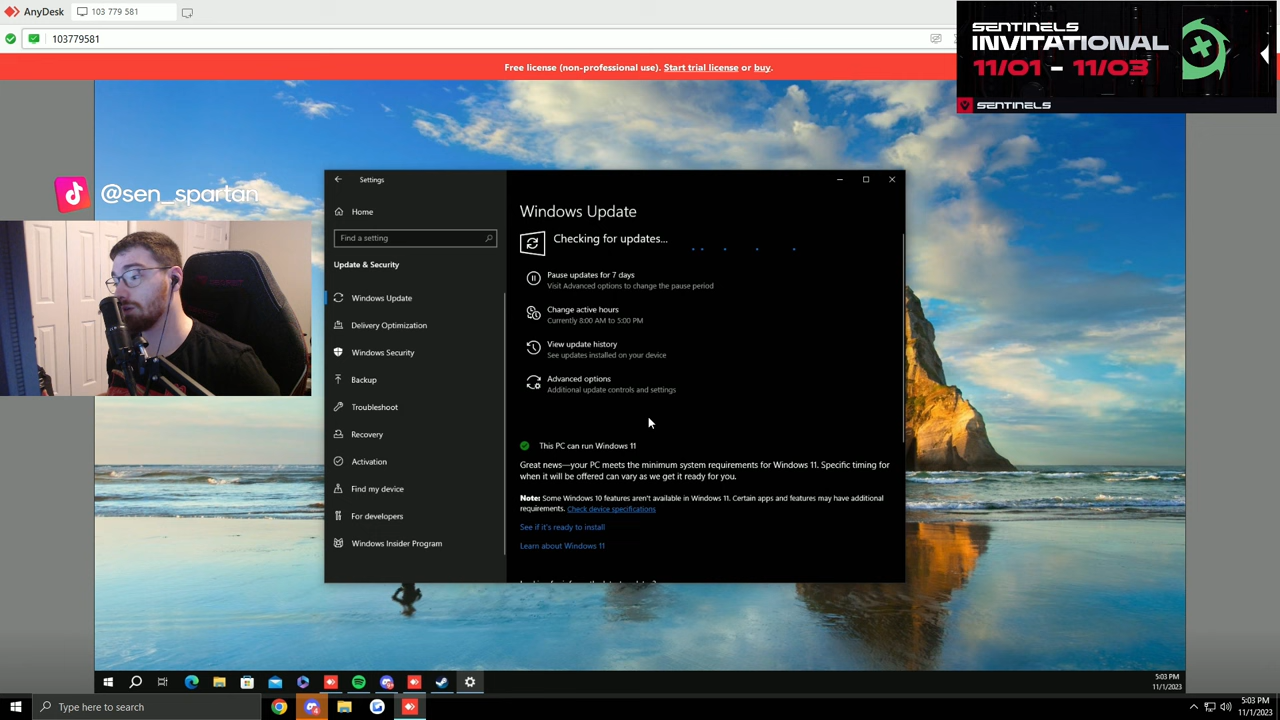 AnyDesk
103 779 581
103779581
Free license (non-professional use). Start trial license or buy.
SENTINELS
INVITATIONAL
11/01 - 11/03
SENTINELS
@sen_spartan
Settings
Home
Find a setting
Update & Security
Windows Update
Delivery Optimization
Windows Security
Backup
Troubleshoot
Recovery
Activation
Find my device
For developers
Windows Insider Program
Windows Update
Checking for updates...
Pause updates for 7 days
Visit Advanced options to change the pause period
Change active hours
Currently 8:00 AM to 5:00 PM
View update history
See updates installed on your device
Advanced options
Additional update controls and settings
This PC can run Windows 11
Great news—your PC meets the minimum system requirements for Windows 11. Specific timing for
when it will be offered can vary as we get it ready for you.
Note: Some Windows 10 features aren't available in Windows 11. Certain apps and features may have additional
requirements. Check device specifications
See if it's ready to install
Learn about Windows 11
5:03 PM
11/1/2023
Type here to search
5:03 PM
11/1/2023